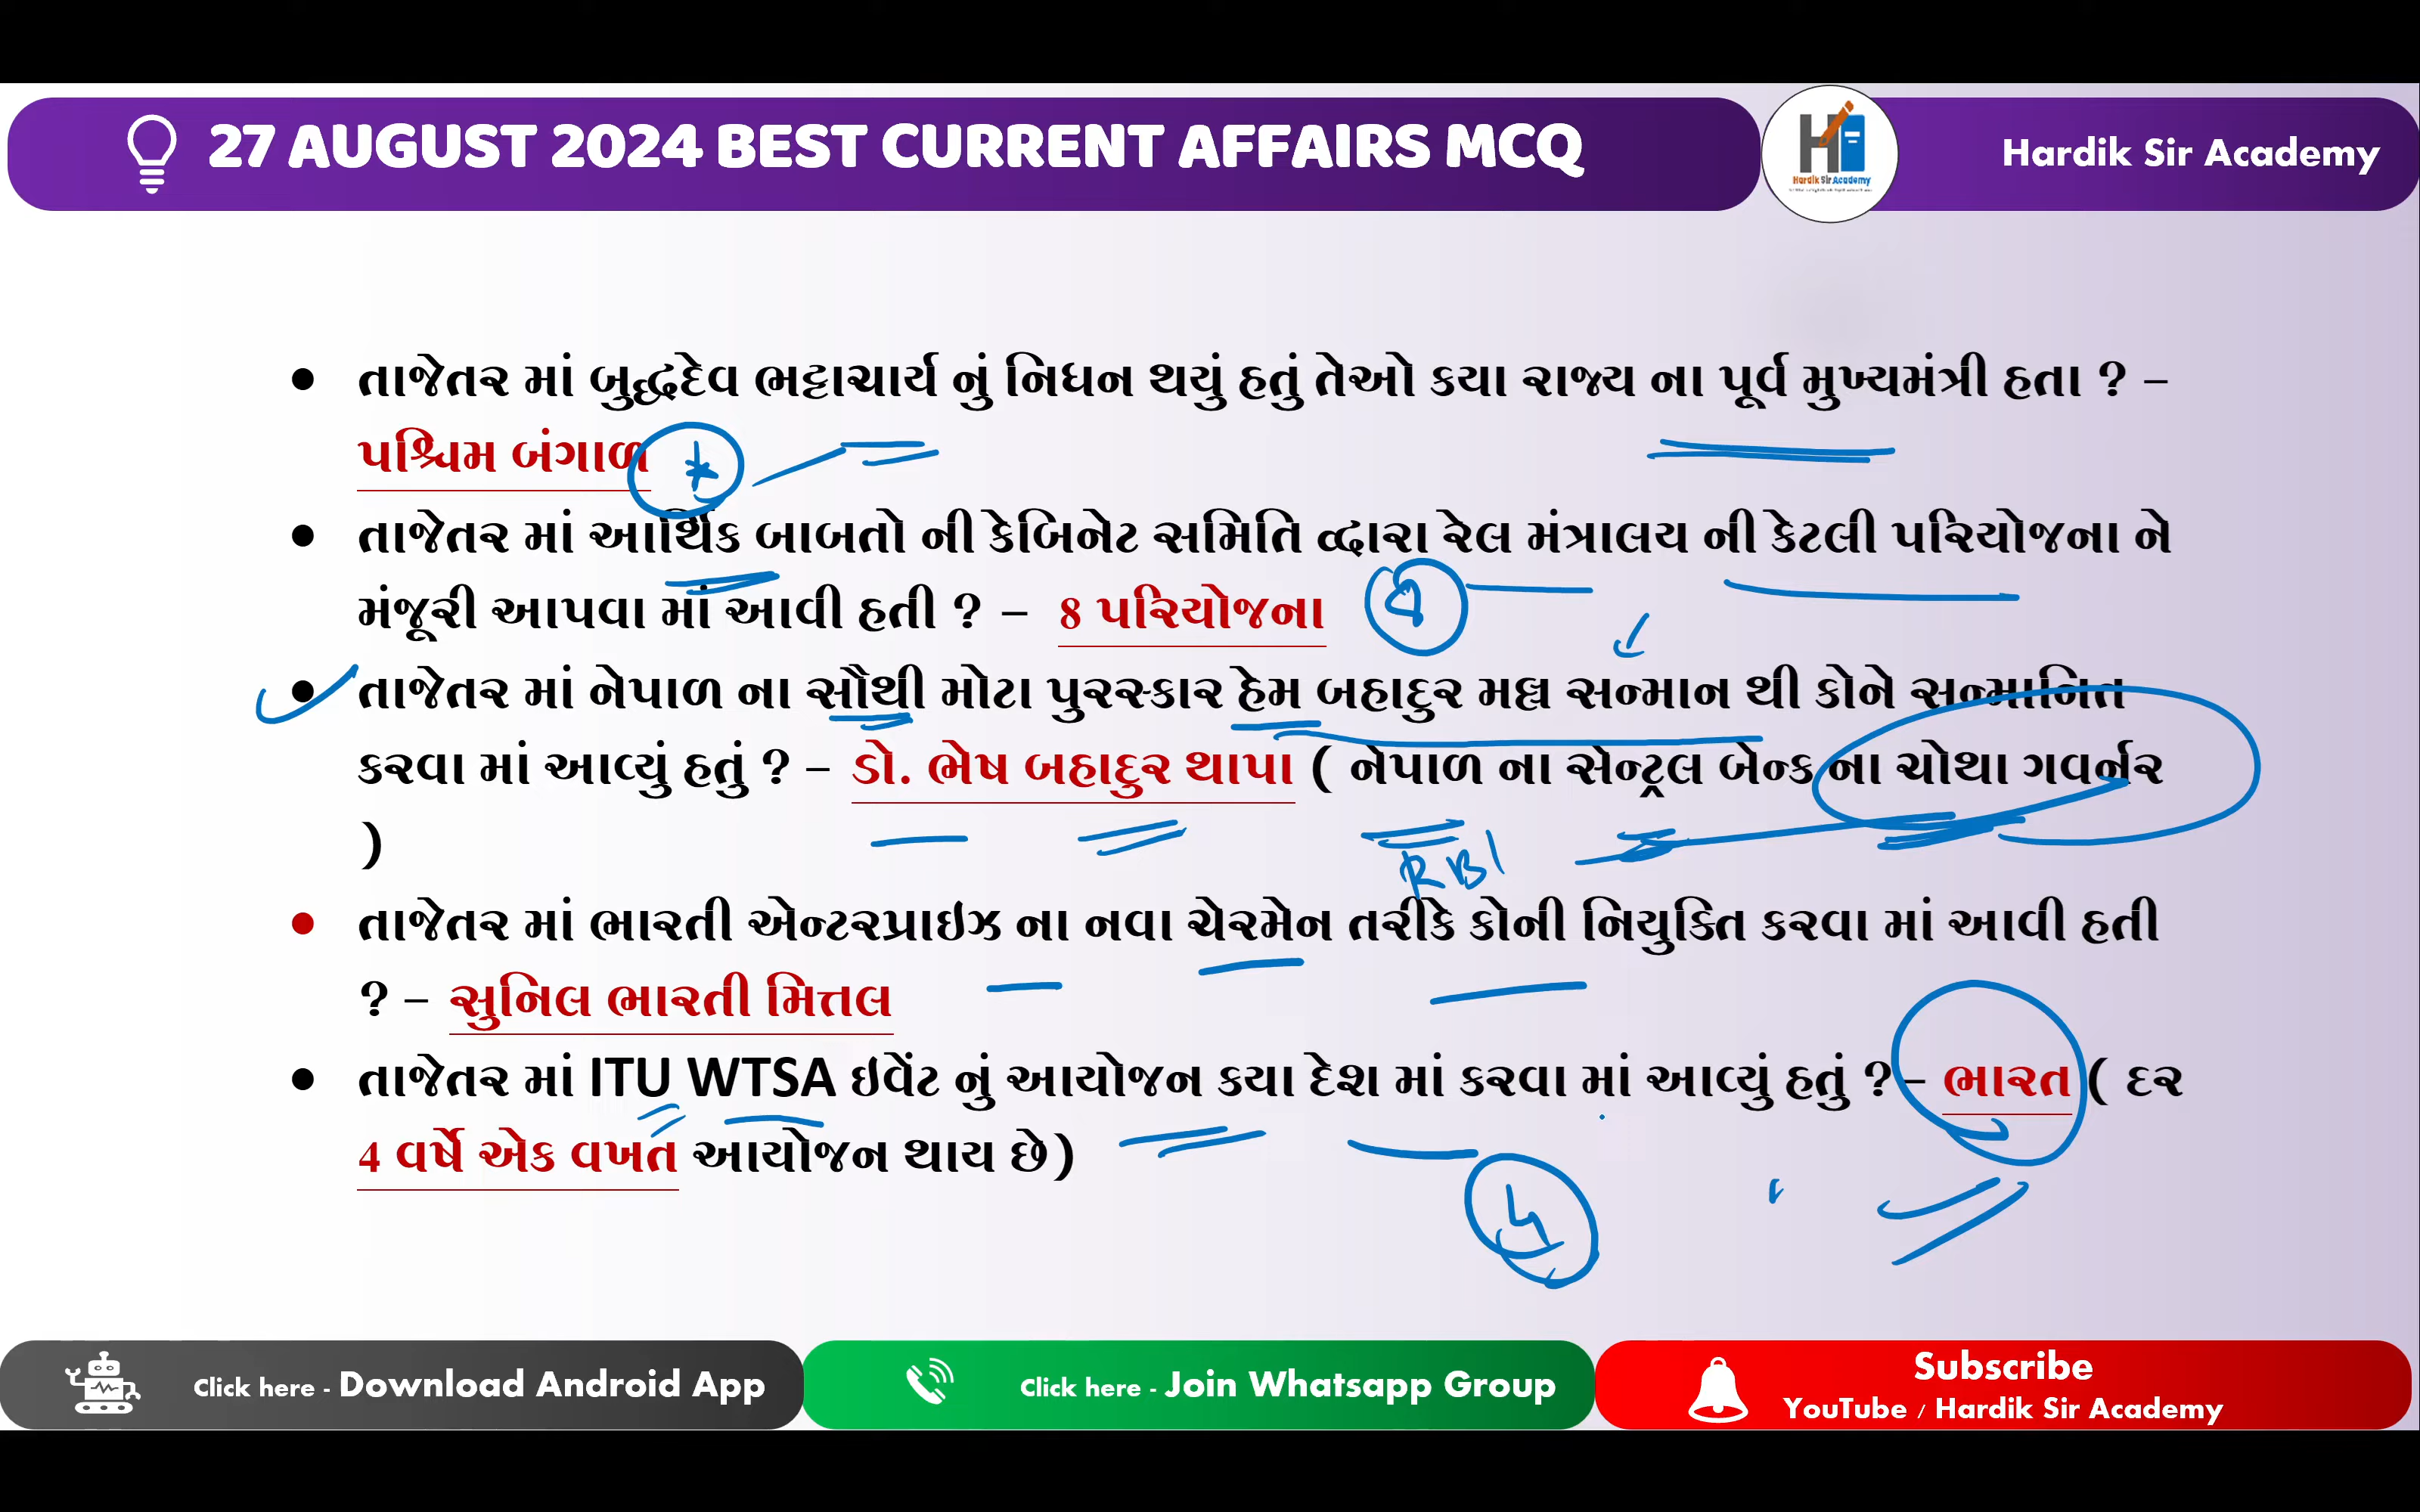 27 AUGUST 2024 BEST CURRENT AFFAIRS MCQ
Hardik Sir Academy
Hardik Sir Academy
• તાજેતર માં બુદ્ધદેવ ભટ્ટાચાર્ય નું નિધન થયું હતું તેઓ કયા રાજ્ય ના પૂર્વ મુખ્યમંત્રી હતા ? –
પશ્ચિમ બંગાળ
• તાજેતર માં આર્થિક બાબતો ની કેબિનેટ સમિતિ દ્વારા રેલ મંત્રાલય ની કેટલી પરિયોજના ને
મંજૂરી આપવા માં આવી હતી ? – 8 પરિયોજના
• તાજેતર માં નેપાળ ના સૌથી મોટા પુરસ્કાર હેમ બહાદુર મલ્લ સન્માન થી કોને સન્માનિત
કરવા માં આવ્યું હતું ? – ડો. ભેષ બહાદુર થાપા ( નેપાળ ના સેન્ટ્રલ બેન્ક ના ચોથા ગવર્નર
)
RBI
• તાજેતર માં ભારતી એન્ટરપ્રાઇઝ ના નવા ચેરમેન તરીકે કોની નિયુક્તિ કરવા માં આવી હતી
? – સુનિલ ભારતી મિત્તલ
• તાજેતર માં ITU WTSA ઇવેંટ નું આયોજન કયા દેશ માં કરવા માં આવ્યું હતું ? – ભારત ( દર
4 વર્ષે એક વખત આયોજન થાય છે)
Click here - Download Android App
Click here - Join Whatsapp Group
Subscribe
YouTube / Hardik Sir Academy